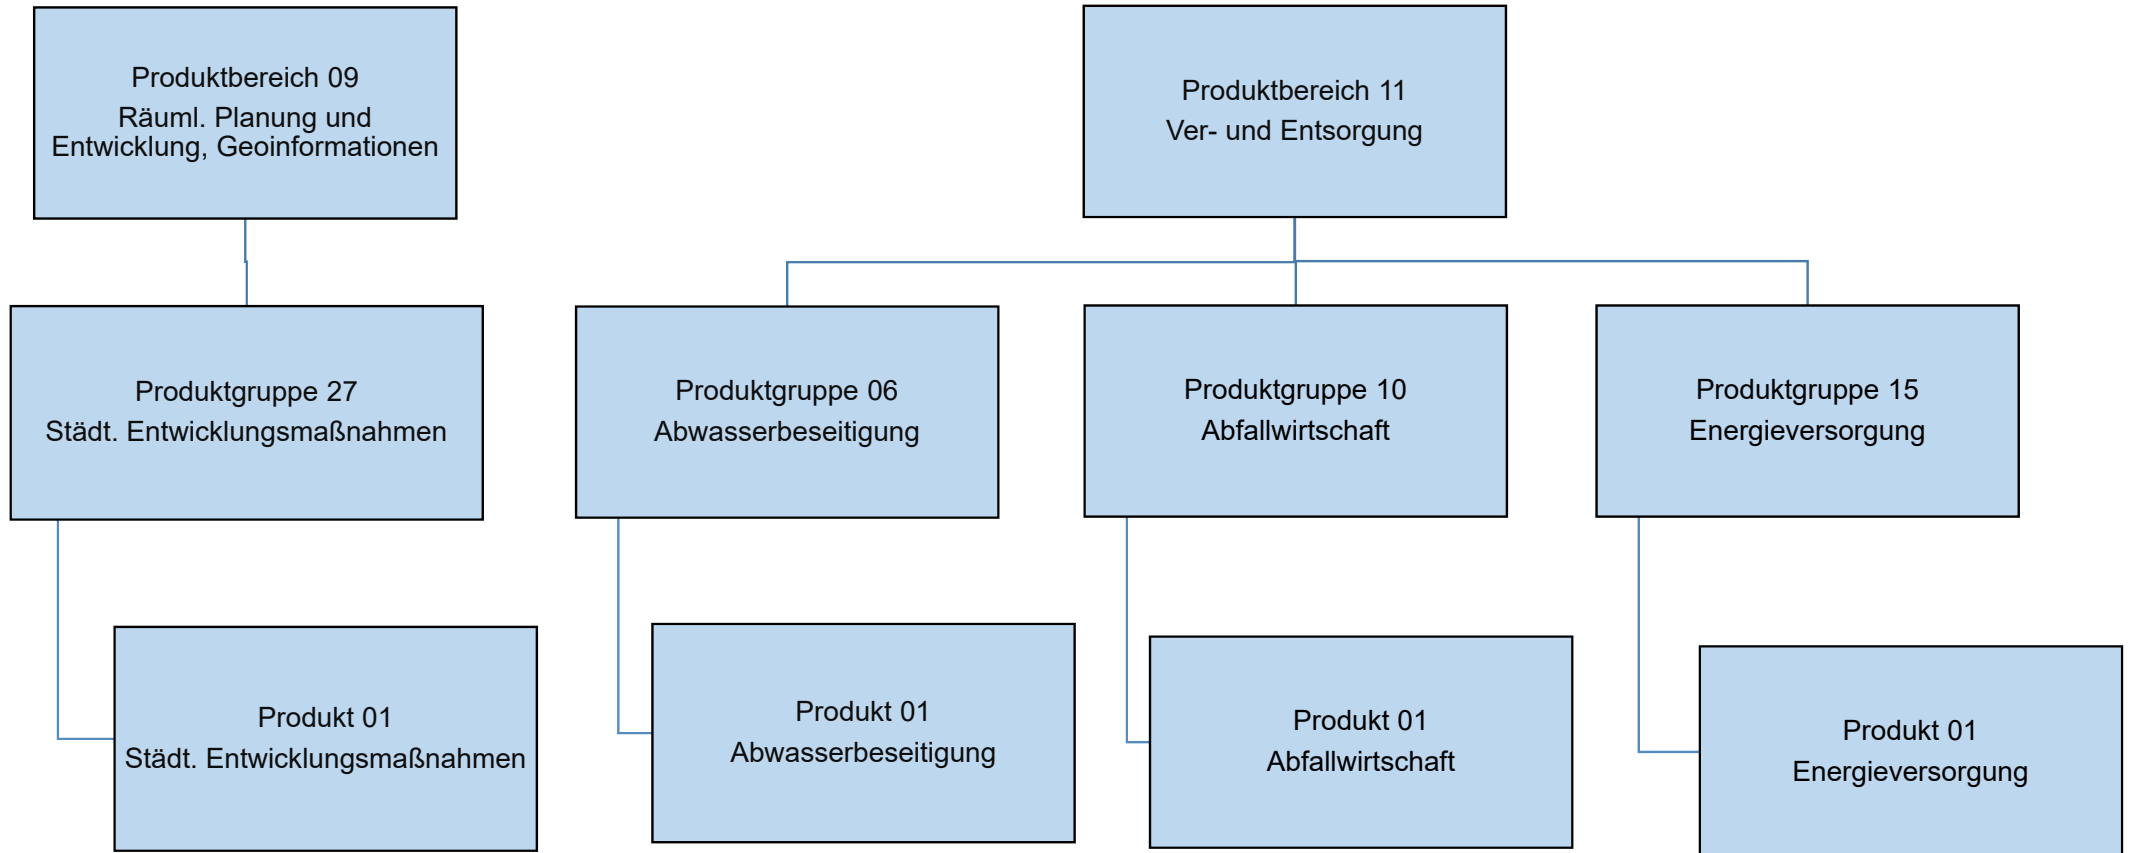 Produktbereich 09
Räuml. Planung und
Entwicklung, Geoinformationen
Produktbereich 11
Ver- und Entsorgung
Produktgruppe 27
Städt. Entwicklungsmaßnahmen
Produktgruppe 06
Abwasserbeseitigung
Produktgruppe 10
Abfallwirtschaft
Produktgruppe 15
Energieversorgung
Produkt 01
Städt. Entwicklungsmaßnahmen
Produkt 01
Abwasserbeseitigung
Produkt 01
Abfallwirtschaft
Produkt 01
Energieversorgung